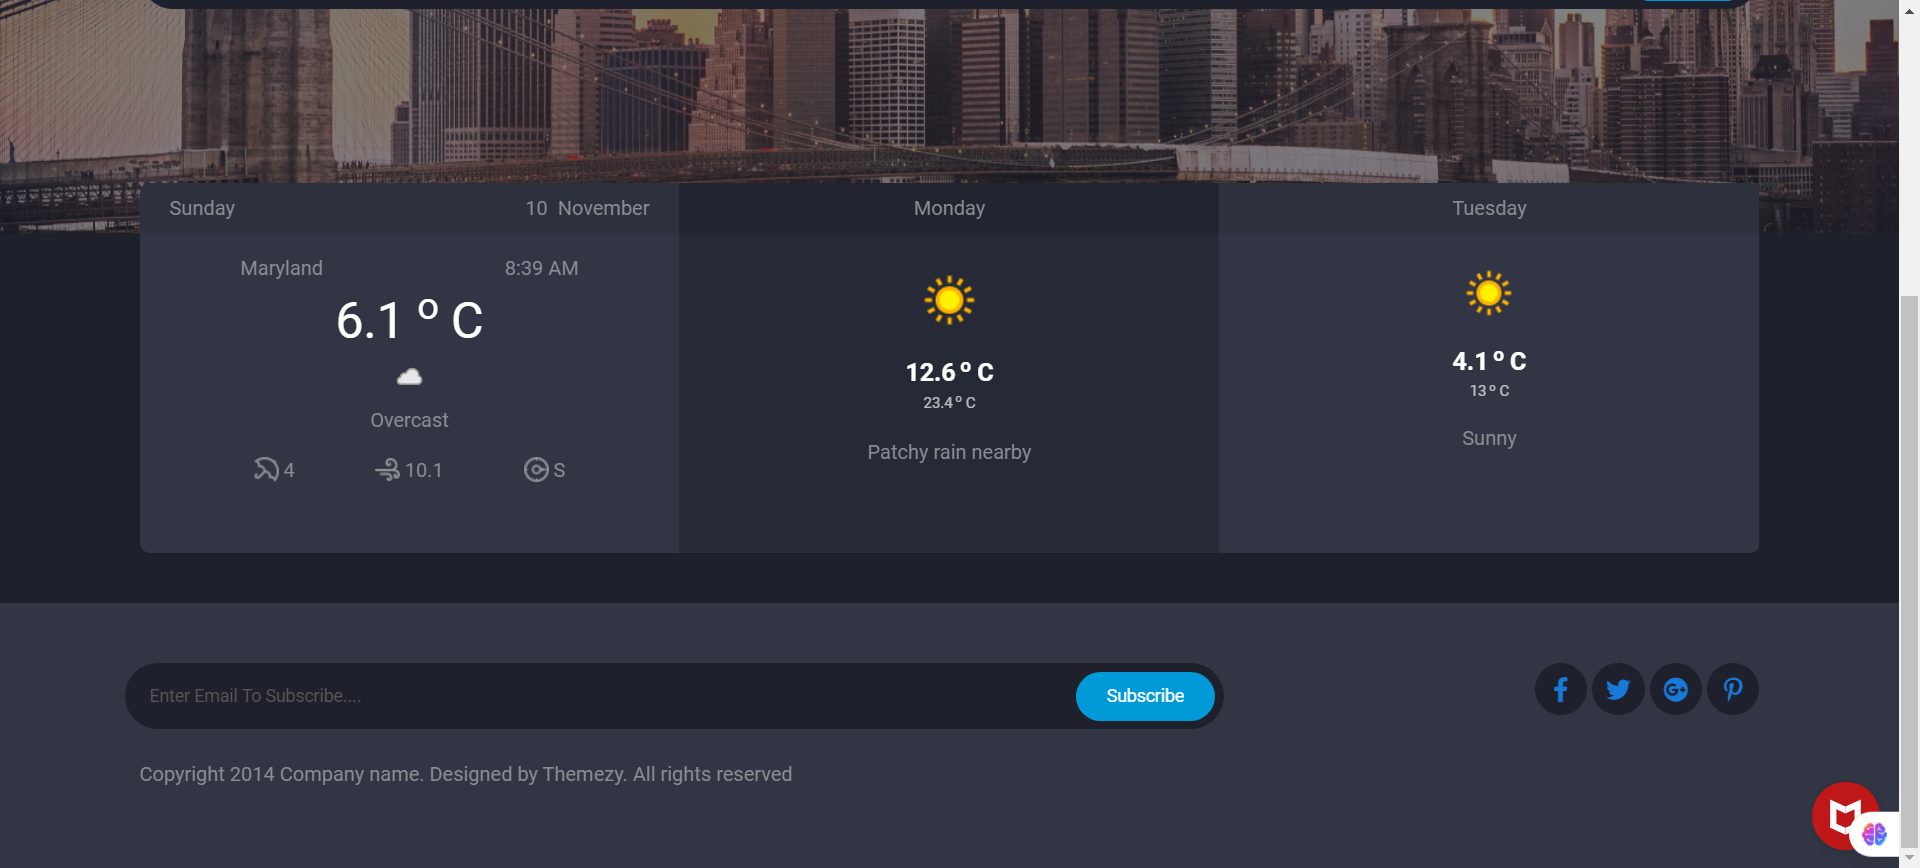 Sunday 10 November
Maryland 8:39 AM
6.1 o C
Overcast
4 10.1 S
Monday
12.6 o C
23.4 o C
Patchy rain nearby
Tuesday
4.1 o C
13 o C
Sunny
Enter Email To Subscribe....
Subscribe
Copyright 2014 Company name. Designed by Themezy. All rights reserved